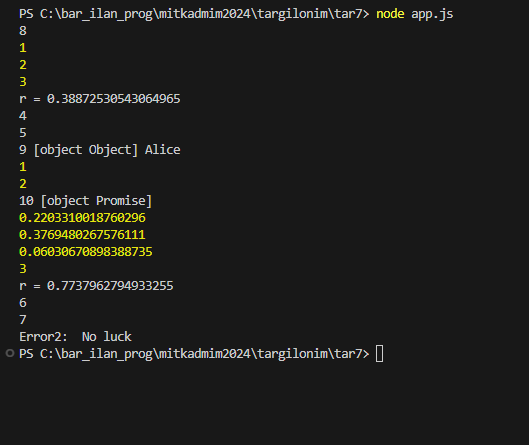 PS C:\bar_ilan_prog\mitkadmim2024\targilonim\tar7> node app.js
8
1
2
3
r = 0.38872530543064965
4
5
9 [object Object] Alice
1
2
10 [object Promise]
0.2203310018760296
0.3769480267576111
0.06030670898388735
3
r = 0.7737962794933255
6
7
Error2:  No luck
PS C:\bar_ilan_prog\mitkadmim2024\targilonim\tar7>